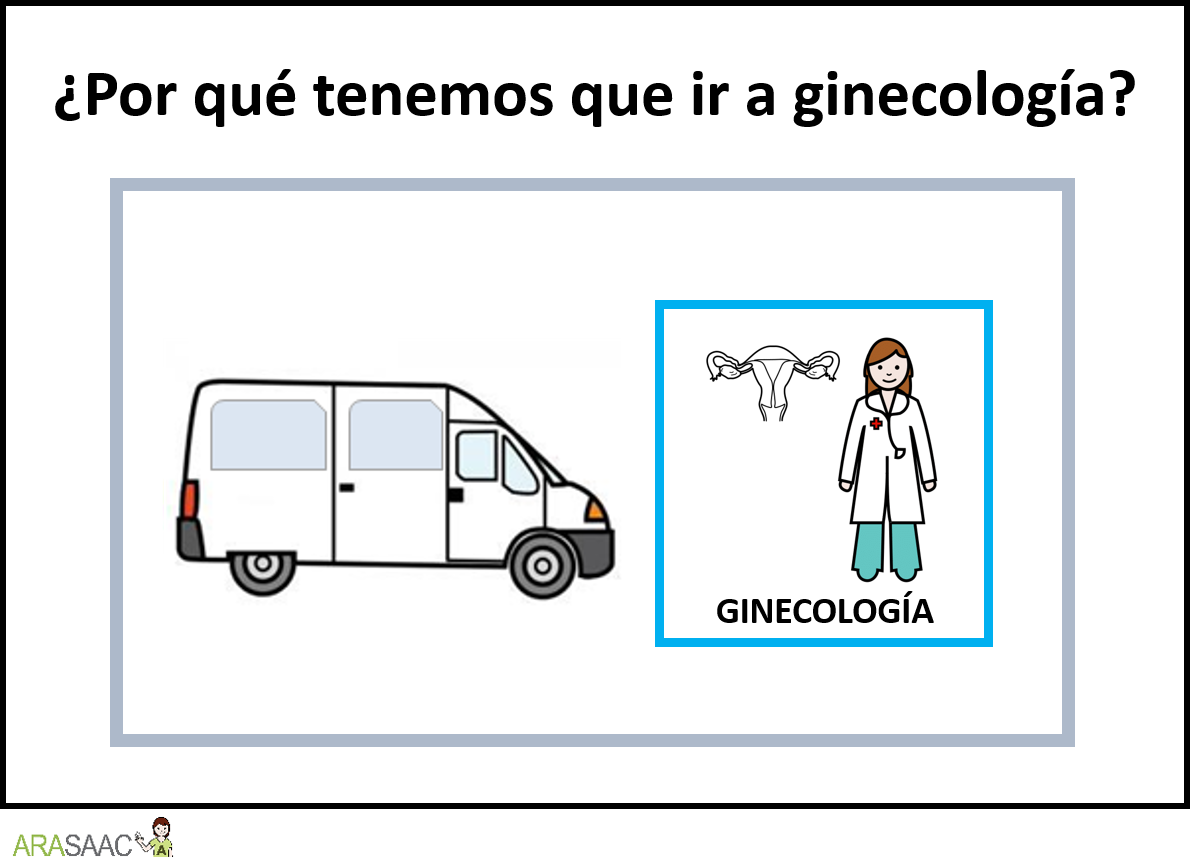 ¿Por qué tenemos que ir a ginecología?
GINECOLOGÍA
ARASAAC
A